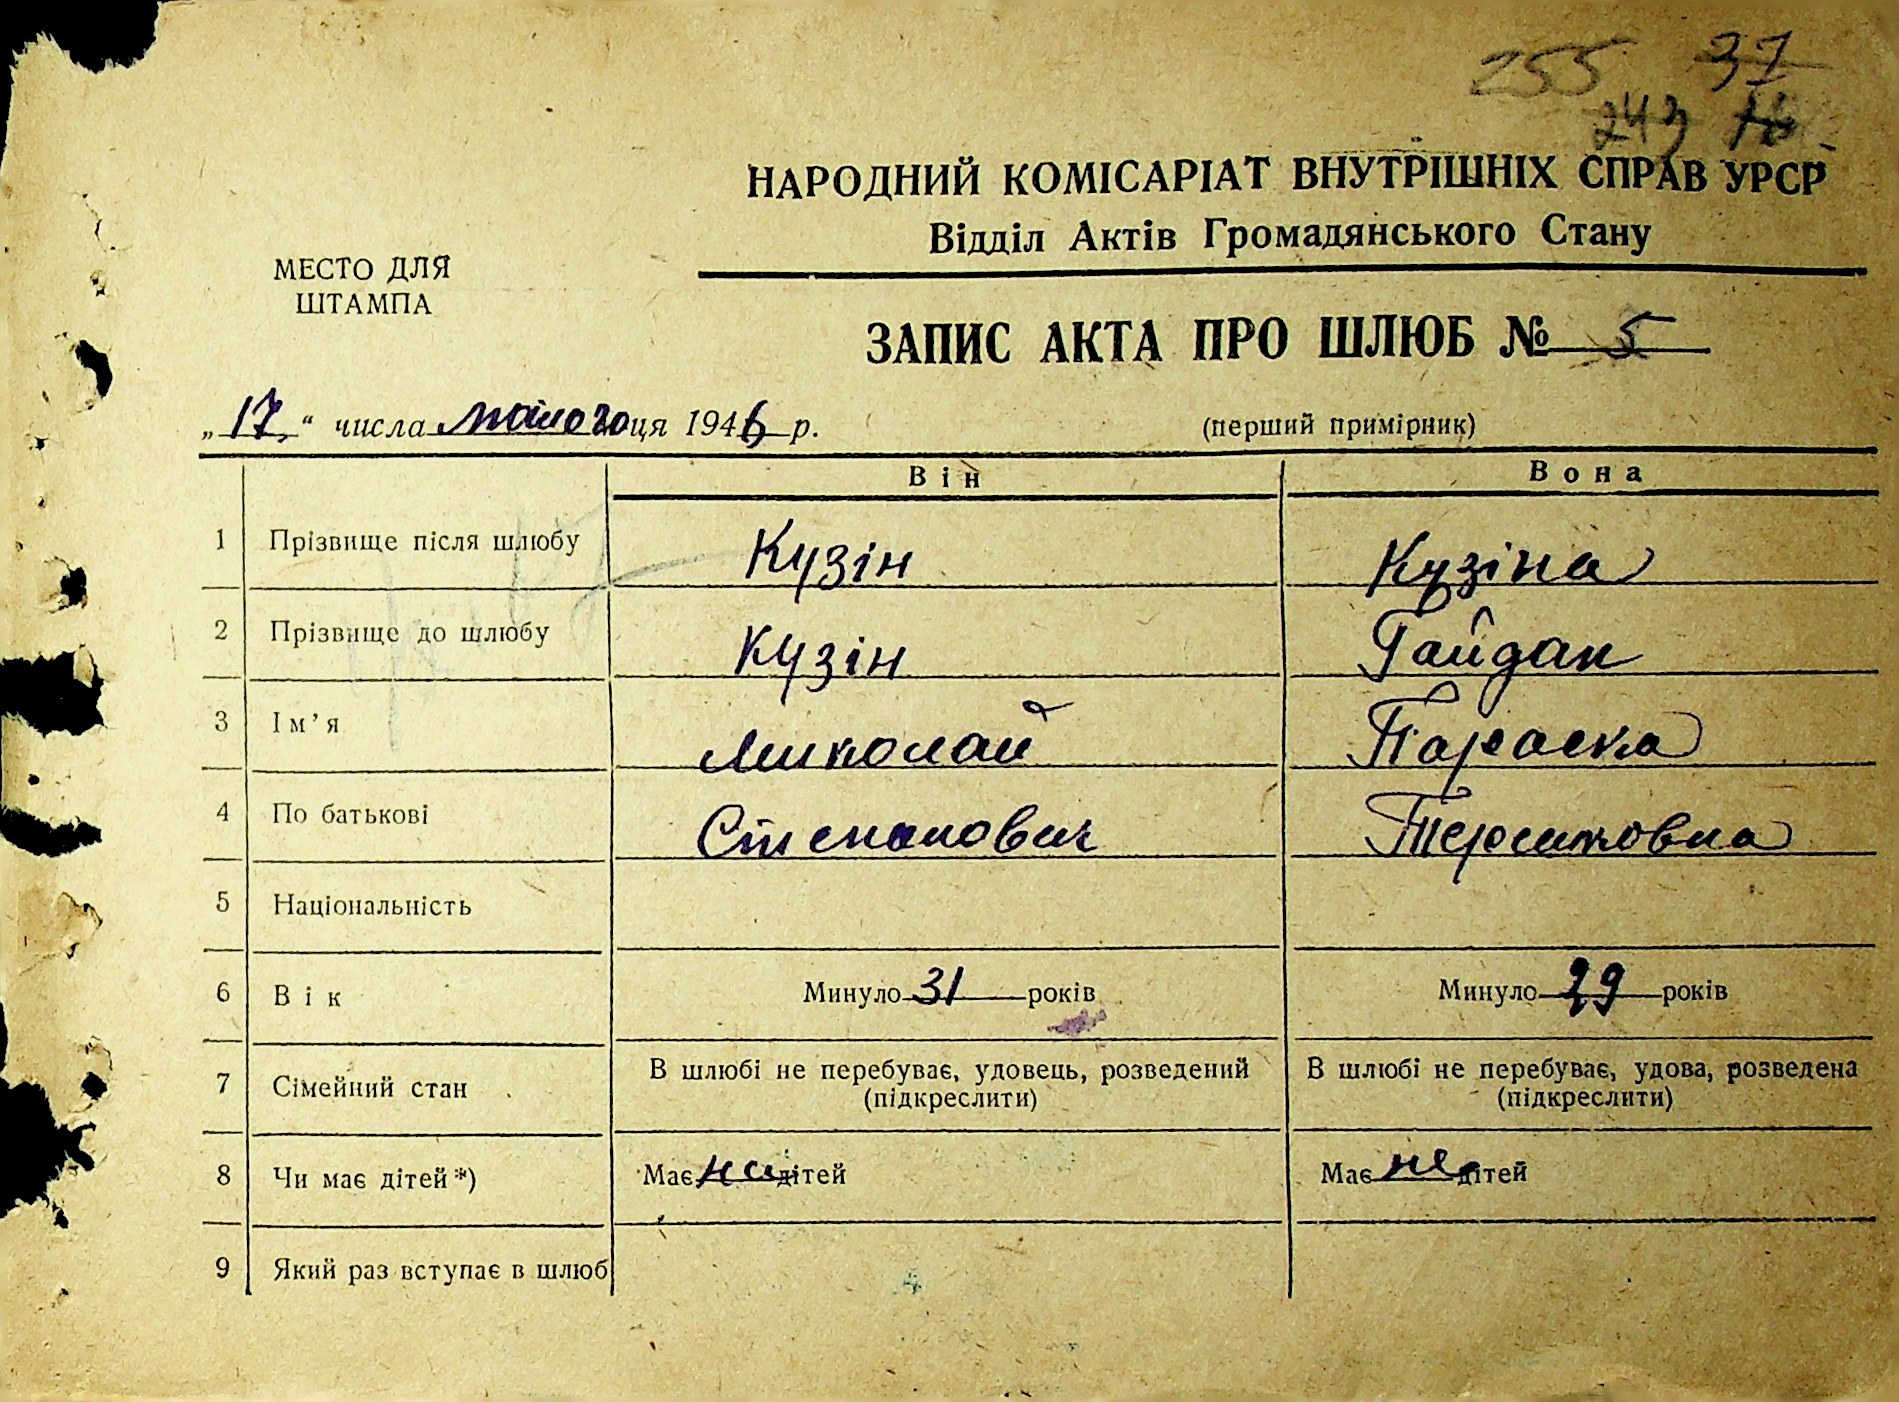 255 37
243
НАРОДНИЙ КОМІСАРІАТ ВНУТРІШНІХ СПРАВ УРСР
Відділ Актів Громадянського Стану
МЕСТО ДЛЯ
ШТАМПА
ЗАПИС АКТА ПРО ШЛЮБ № 5
„17“ числа ця 1946 р. (перший примірник)
Він Вона
1 Прізвище після шлюбу Кузін Кузіна
2 Прізвище до шлюбу Кузін Гайдак
3 Ім’я Миколай Параска
4 По батькові Степанович
5 Національність
6 Вік Минуло 31 років Минуло 29 років
7 Сімейний стан В шлюбі не перебуває, удовець, розведений (підкреслити) В шлюбі не перебуває, удова, розведена (підкреслити)
8 Чи має дітей*) Має не дітей Має не дітей
9 Який раз вступає в шлюб